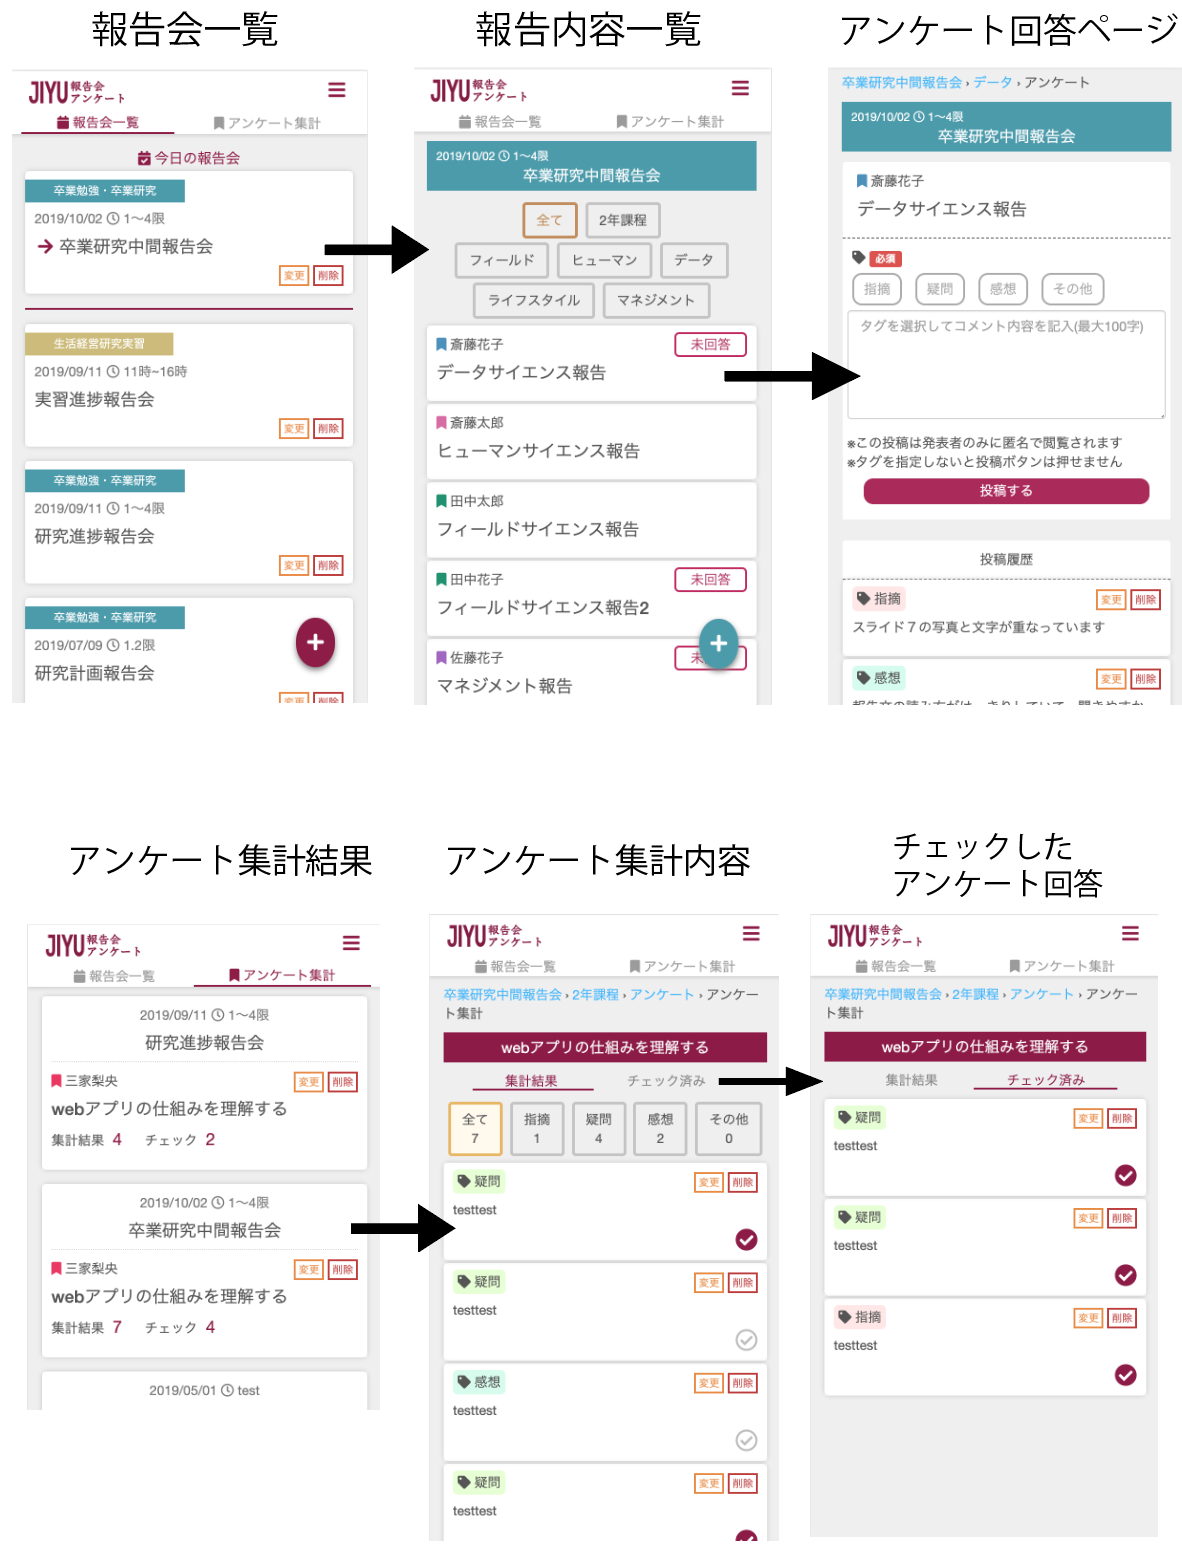 報告会一覧
JIYU 報告会
アンケート
報告会一覧 アンケート集計
今日の報告会
卒業勉強・卒業研究
2019/10/02 1〜4限
卒業研究中間報告会
変更 削除
生活経営研究実習
2019/09/11 11時~16時
実習進捗報告会
変更 削除
卒業勉強・卒業研究
2019/09/11 1〜4限
研究進捗報告会
変更 削除
卒業勉強・卒業研究
2019/07/09 1.2限
+
研究計画報告会
変更 削除
報告内容一覧
JIYU 報告会
アンケート
報告会一覧 アンケート集計
2019/10/02 1〜4限
卒業研究中間報告会
全て 2年課程
フィールド ヒューマン データ
ライフスタイル マネジメント
斎藤花子 未回答
データサイエンス報告
斎藤太郎
ヒューマンサイエンス報告
田中太郎
フィールドサイエンス報告
田中花子 未回答
フィールドサイエンス報告2
+
佐藤花子 未
マネジメント報告
アンケート回答ページ
卒業研究中間報告会 › データ › アンケート
2019/10/02 1〜4限
卒業研究中間報告会
斎藤花子
データサイエンス報告
必須
指摘 疑問 感想 その他
タグを選択してコメント内容を記入(最大100字)
※この投稿は発表者のみに匿名で閲覧されます
※タグを指定しないと投稿ボタンは押せません
投稿する
投稿履歴
指摘 変更 削除
スライド７の写真と文字が重なっています
感想 変更 削除
アンケート集計結果
JIYU 報告会
アンケート
報告会一覧 アンケート集計
2019/09/11 1〜4限
研究進捗報告会
三家梨央 変更 削除
webアプリの仕組みを理解する
集計結果 4 チェック 2
2019/10/02 1〜4限
卒業研究中間報告会
三家梨央 変更 削除
webアプリの仕組みを理解する
集計結果 7 チェック 4
2019/05/01 test
アンケート集計内容
JIYU 報告会
アンケート
報告会一覧 アンケート集計
卒業研究中間報告会 › 2年課程 › アンケート › アンケー
ト集計
webアプリの仕組みを理解する
集計結果 チェック済み
全て 指摘 疑問 感想 その他
7 1 4 2 0
疑問 変更 削除
testtest
疑問 変更 削除
testtest
感想 変更 削除
testtest
疑問 変更 削除
testtest
チェックした
アンケート回答
JIYU 報告会
アンケート
報告会一覧 アンケート集計
卒業研究中間報告会 › 2年課程 › アンケート › アンケー
ト集計
webアプリの仕組みを理解する
集計結果 チェック済み
疑問 変更 削除
testtest
疑問 変更 削除
testtest
指摘 変更 削除
testtest